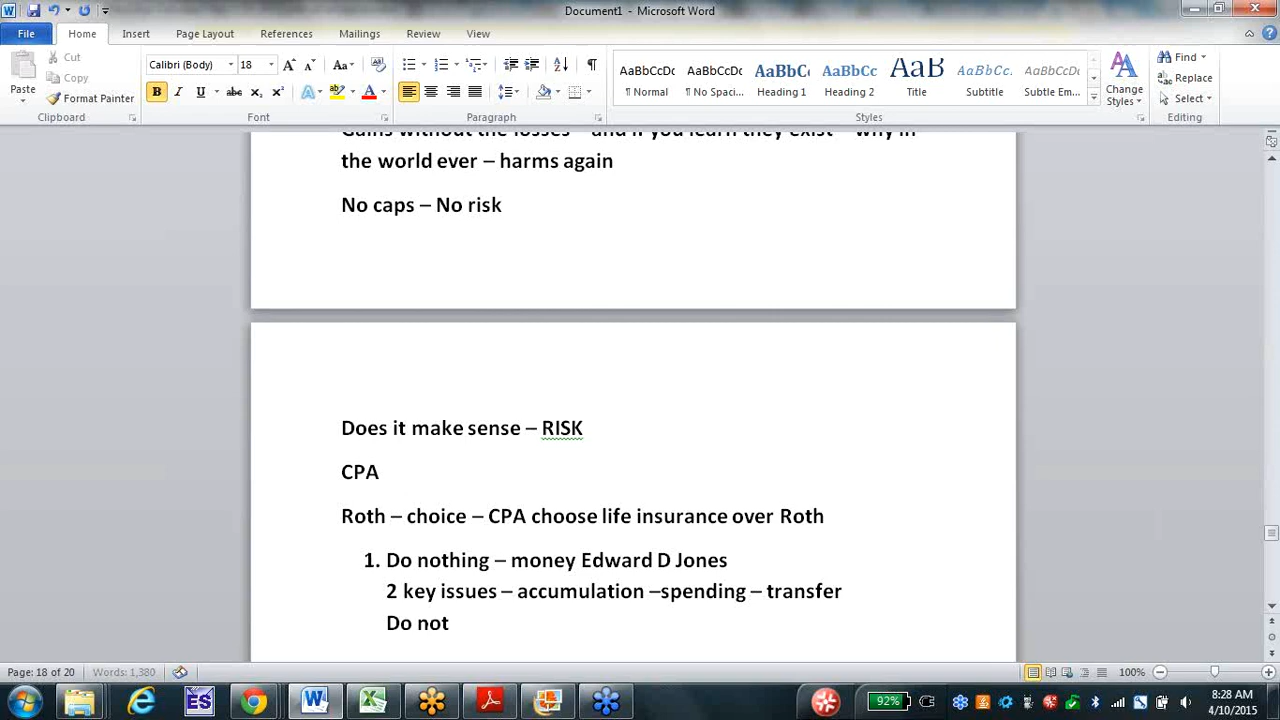 Document1 - Microsoft Word
File Home Insert Page Layout References Mailings Review View
Cut
Copy
Paste
Format Painter
Calibri (Body) 18
Find
Replace
Select
AaBbCcDc AaBbCcDc AaBbCc AaBbCc AaB AaBbCc. AaBbCcDc
¶ Normal ¶ No Spaci... Heading 1 Heading 2 Title Subtitle Subtle Em...
Change
Styles
Clipboard Font Paragraph Styles Editing
Gains without the losses – and if you learn they exist – why in
the world ever – harms again
No caps – No risk
Does it make sense – RISK
CPA
Roth – choice – CPA choose life insurance over Roth
1. Do nothing – money Edward D Jones
2 key issues – accumulation –spending – transfer
Do not
Page: 18 of 20 Words: 1,380 100%
ES 92% 8:28 AM
4/10/2015